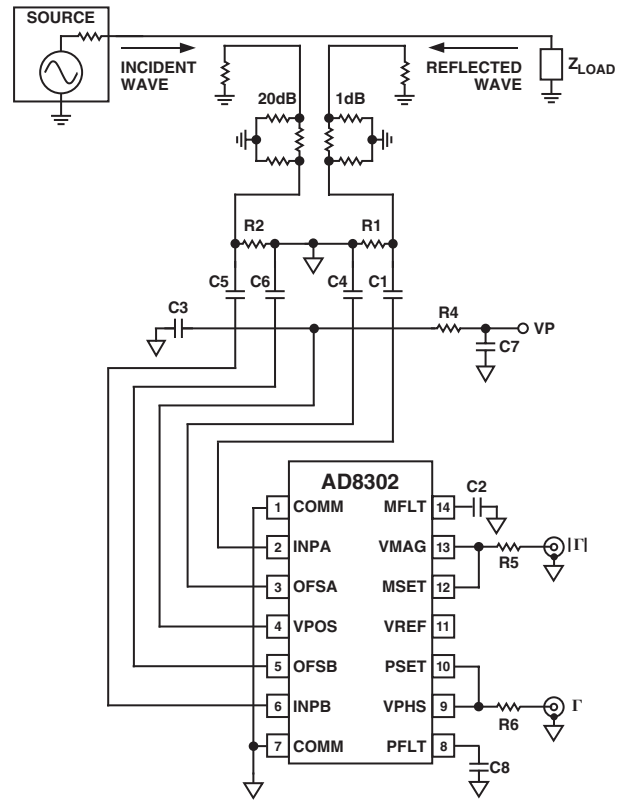 SOURCE
INCIDENT
WAVE
REFLECTED
WAVE
ZLOAD
20dB
1dB
R2
R1
C5
C6
C4
C1
C3
R4
VP
C7
AD8302
1 COMM
2 INPA
3 OFSA
4 VPOS
5 OFSB
6 INPB
7 COMM
MFLT 14
VMAG 13
MSET 12
VREF 11
PSET 10
VPHS 9
PFLT 8
C2
R5
|Γ|
R6
Γ
C8